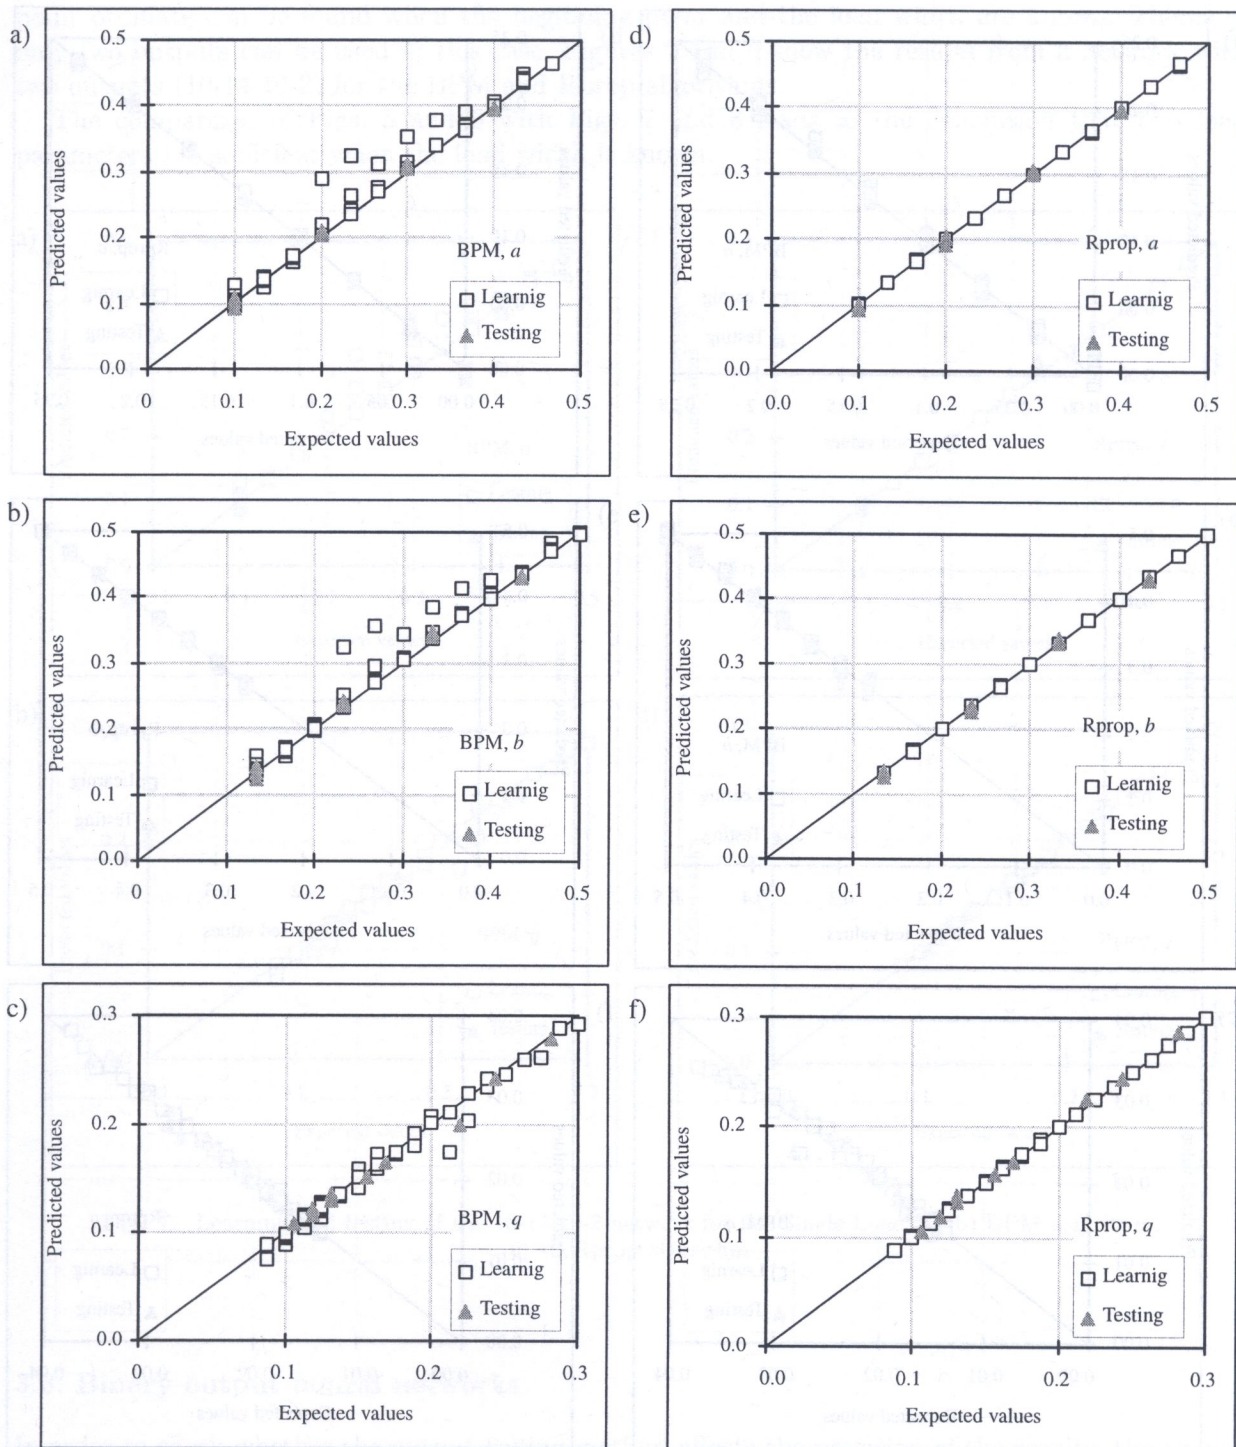 a)
0.5
0.4
0.3
0.2
0.1
0.0
Predicted values
BPM, a
Learnig
Testing
0 0.1 0.2 0.3 0.4 0.5
Expected values
d)
0.5
0.4
0.3
0.2
0.1
0.0
Predicted values
Rprop, a
Learnig
Testing
0 0.1 0.2 0.3 0.4 0.5
Expected values
b)
0.5
0.4
0.3
0.2
0.1
0.0
Predicted values
BPM, b
Learnig
Testing
0 0.1 0.2 0.3 0.4 0.5
Expected values
e)
0.5
0.4
0.3
0.2
0.1
0.0
Predicted values
Rprop, b
Learnig
Testing
0.0 0.1 0.2 0.3 0.4 0.5
Expected values
c)
0.3
0.2
0.1
0.0
Predicted values
BPM, q
Learnig
Testing
0 0.1 0.2 0.3
Expected values
f)
0.3
0.2
0.1
0.0
Predicted values
Rprop, q
Learnig
Testing
0.0 0.1 0.2 0.3
Expected values